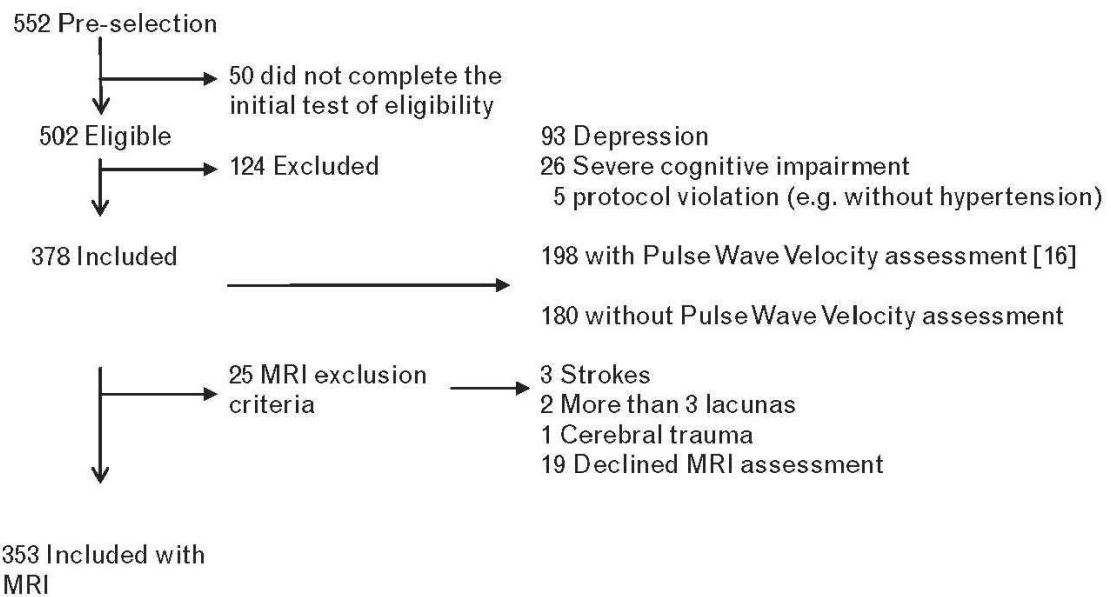 552 Pre-selection
50 did not complete the
initial test of eligibility
502 Eligible
124 Excluded
93 Depression
26 Severe cognitive impairment
5 protocol violation (e.g. without hypertension)
378 Included
198 with Pulse Wave Velocity assessment [16]
180 without Pulse Wave Velocity assessment
25 MRI exclusion
criteria
3 Strokes
2 More than 3 lacunas
1 Cerebral trauma
19 Declined MRI assessment
353 Included with
MRI